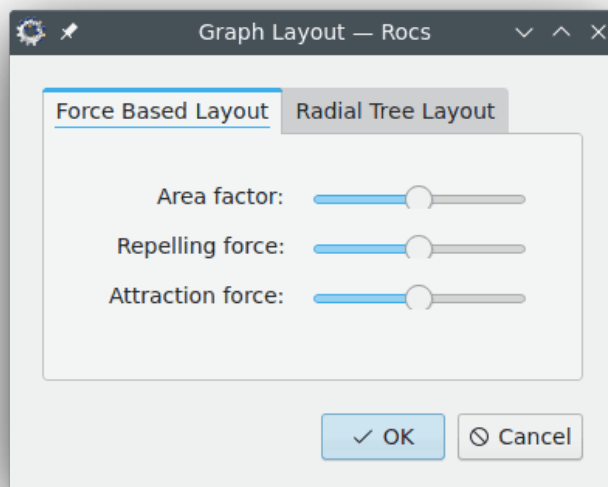 Graph Layout — Rocs
Force Based Layout Radial Tree Layout
Area factor:
Repelling force:
Attraction force:
OK Cancel